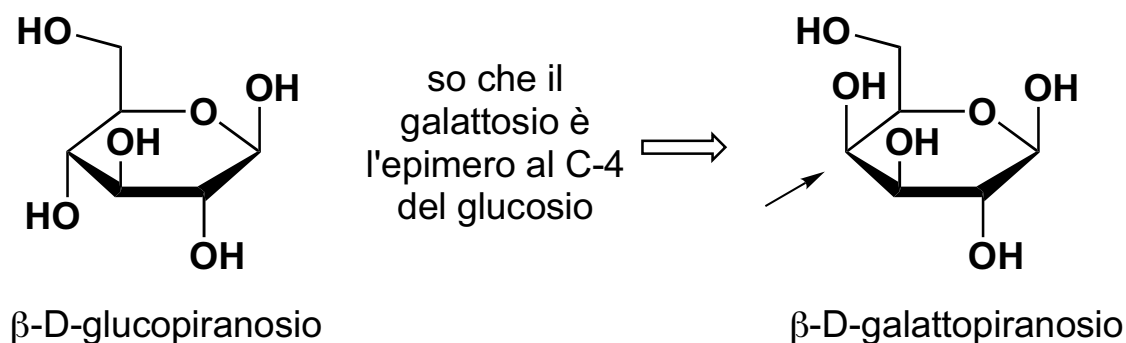 HO
O
OH
OH
HO
OH
β-D-glucopiranosio
so che il
galattosio è
l'epimero al C-4
del glucosio
HO
OH
O
OH
OH
OH
β-D-galattopiranosio